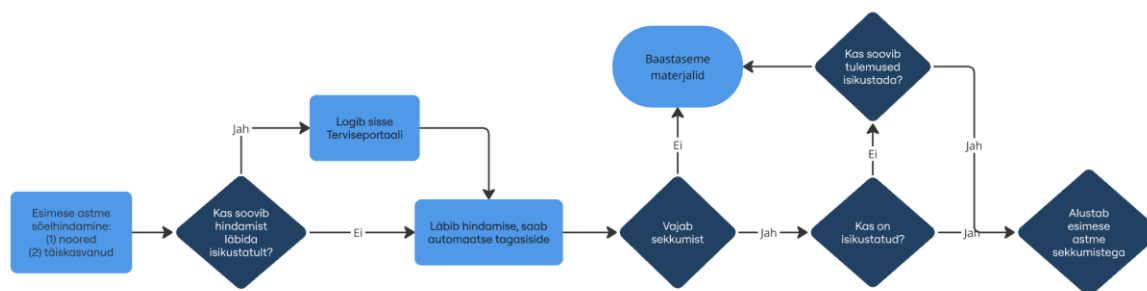 Esimese astme
sõelhindamine:
(1) noored
(2) täiskasvanud
Kas soovib
hindamist
läbida
isikustatult?
Jah
Ei
Logib sisse
Terviseportaali
Läbib hindamise, saab
automaatse tagasiside
Vajab
sekkumist
Ei
Jah
Baastaseme
materjalid
Kas on
isikustatud?
Ei
Jah
Kas soovib
tulemused
isikustada?
Jah
Alustab
esimese
astme
sekkumistega